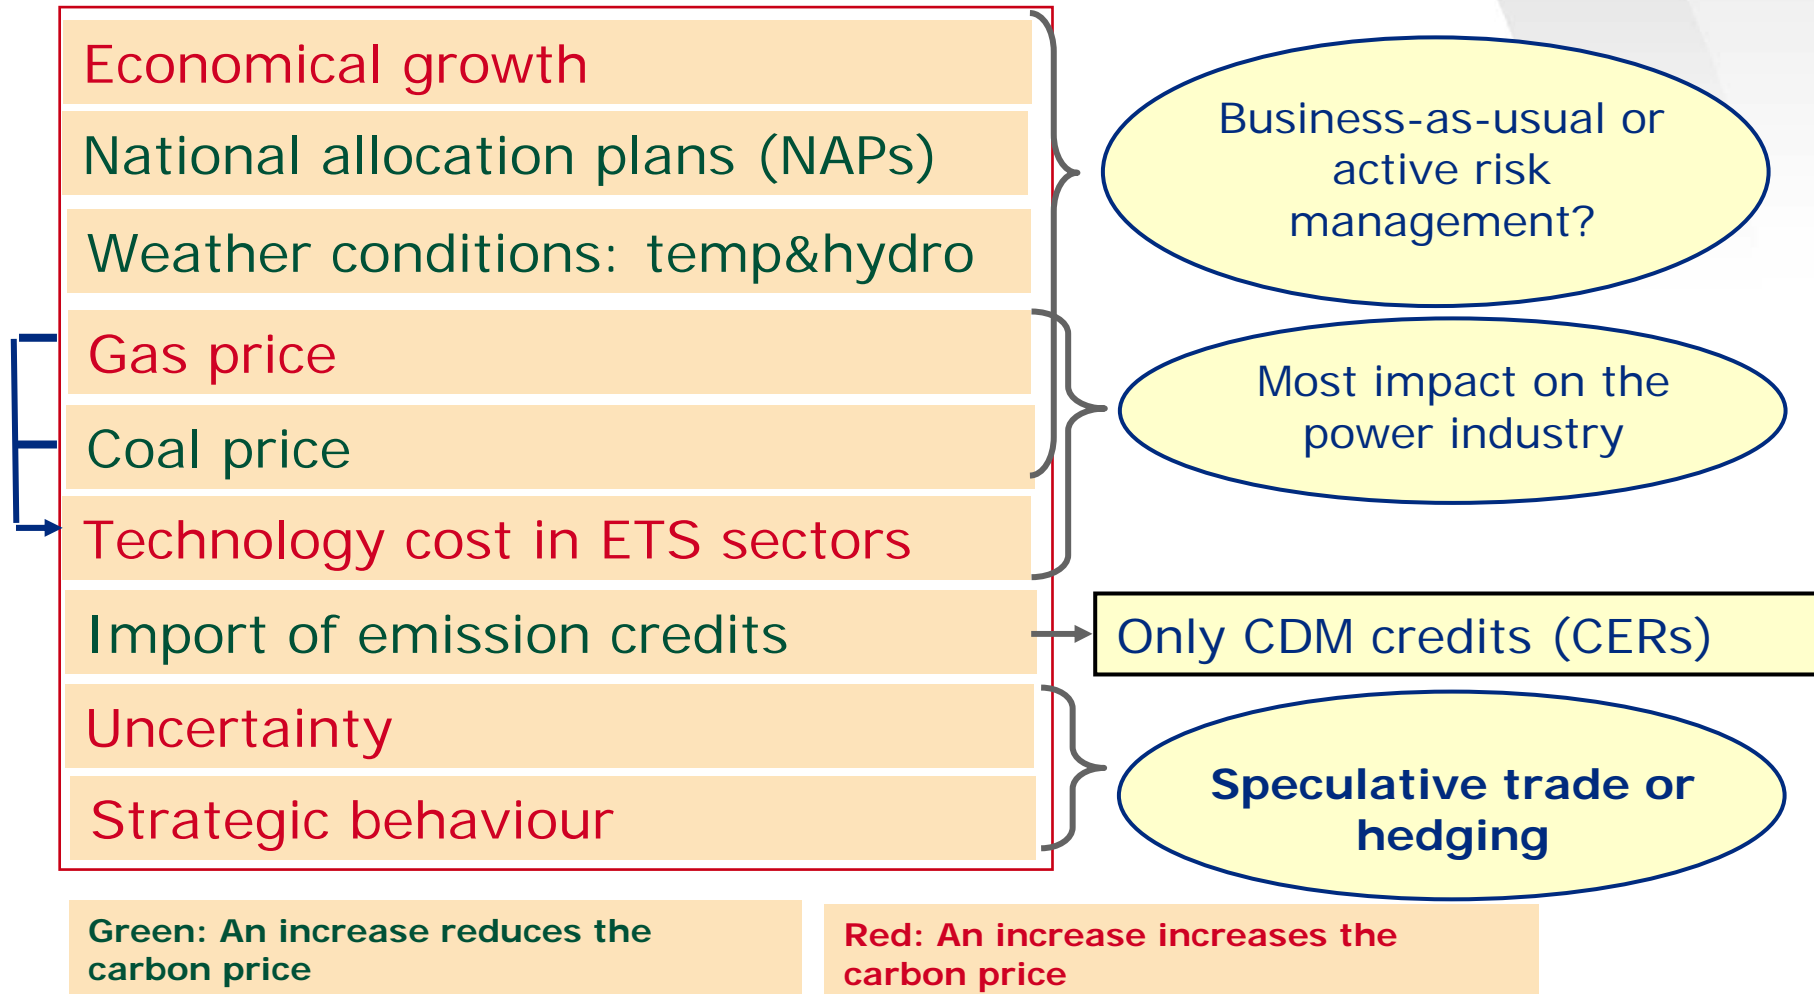 Economical growth
National allocation plans (NAPs)
Weather conditions: temp&hydro
Gas price
Coal price
Technology cost in ETS sectors
Import of emission credits
Uncertainty
Strategic behaviour
Business-as-usual or
active risk
management?
Most impact on the
power industry
Only CDM credits (CERs)
Speculative trade or
hedging
Green: An increase reduces the
carbon price
Red: An increase increases the
carbon price